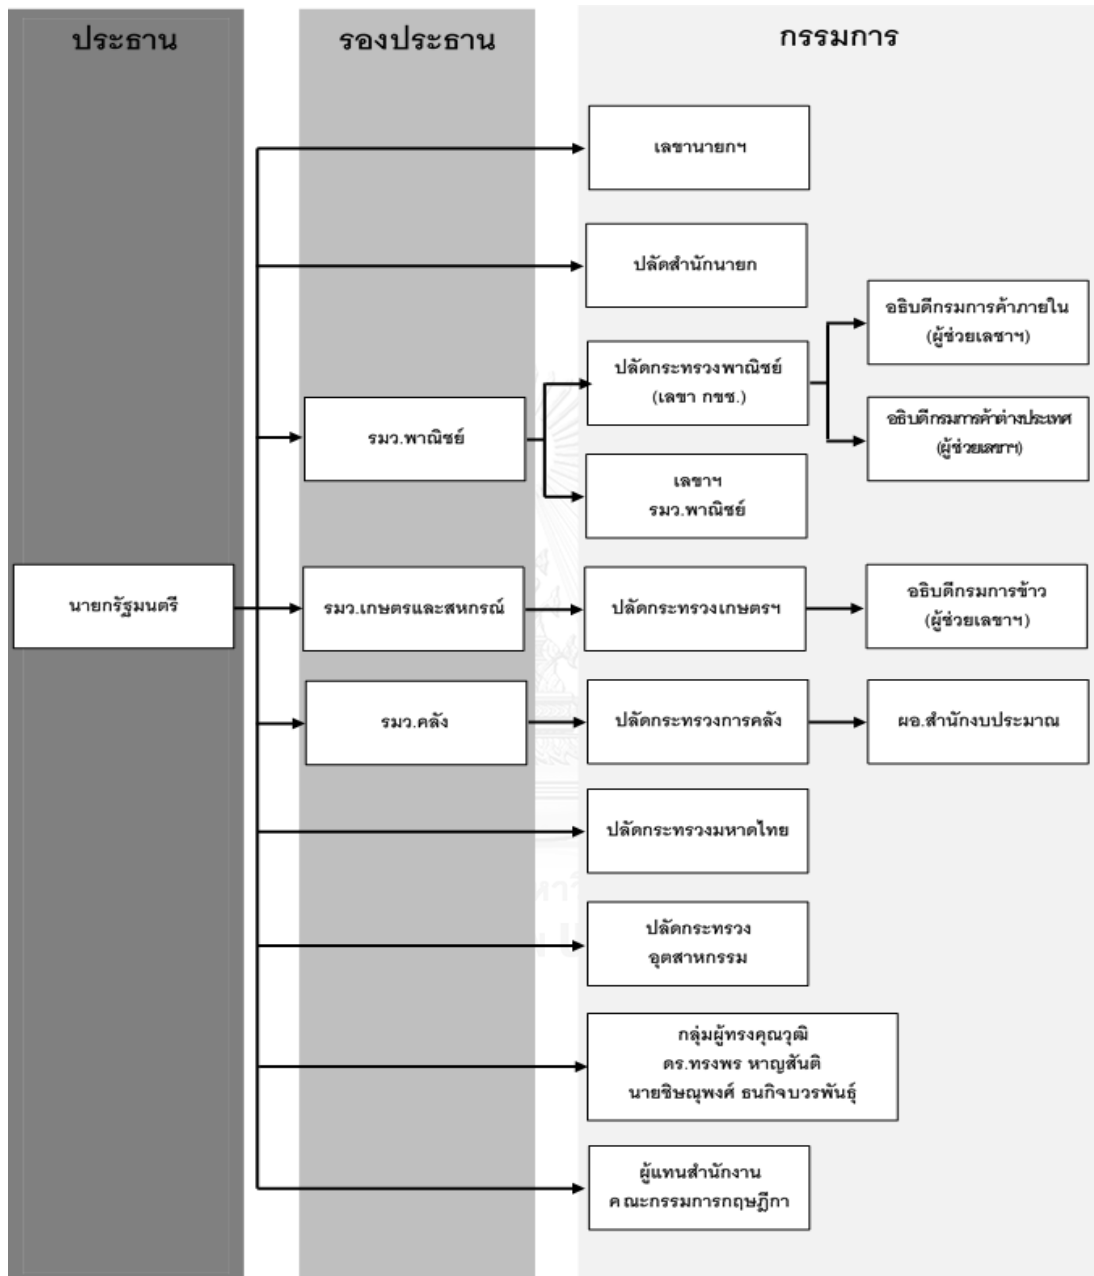 ประธาน
รองประธาน
กรรมการ
เลขานายกฯ
ปลัดสำนักนายก
อธิบดีกรมการค้าภายใน
(ผู้ช่วยเลขาฯ)
ปลัดกระทรวงพาณิชย์
(เลขา กขช.)
อธิบดีกรมการค้าต่างประเทศ
(ผู้ช่วยเลขาฯ)
รมว.พาณิชย์
เลขาฯ
รมว.พาณิชย์
นายกรัฐมนตรี
รมว.เกษตรและสหกรณ์
ปลัดกระทรวงเกษตรฯ
อธิบดีกรมการข้าว
(ผู้ช่วยเลขาฯ)
รมว.คลัง
ปลัดกระทรวงการคลัง
ผอ.สำนักงบประมาณ
ปลัดกระทรวงมหาดไทย
ปลัดกระทรวง
อุตสาหกรรม
กลุ่มผู้ทรงคุณวุฒิ
ดร.ทรงพร หาญสันติ
นายชิษณุพงศ์ ธนกิจบวรพันธุ์
ผู้แทนสำนักงาน
คณะกรรมการกฤษฎีกา